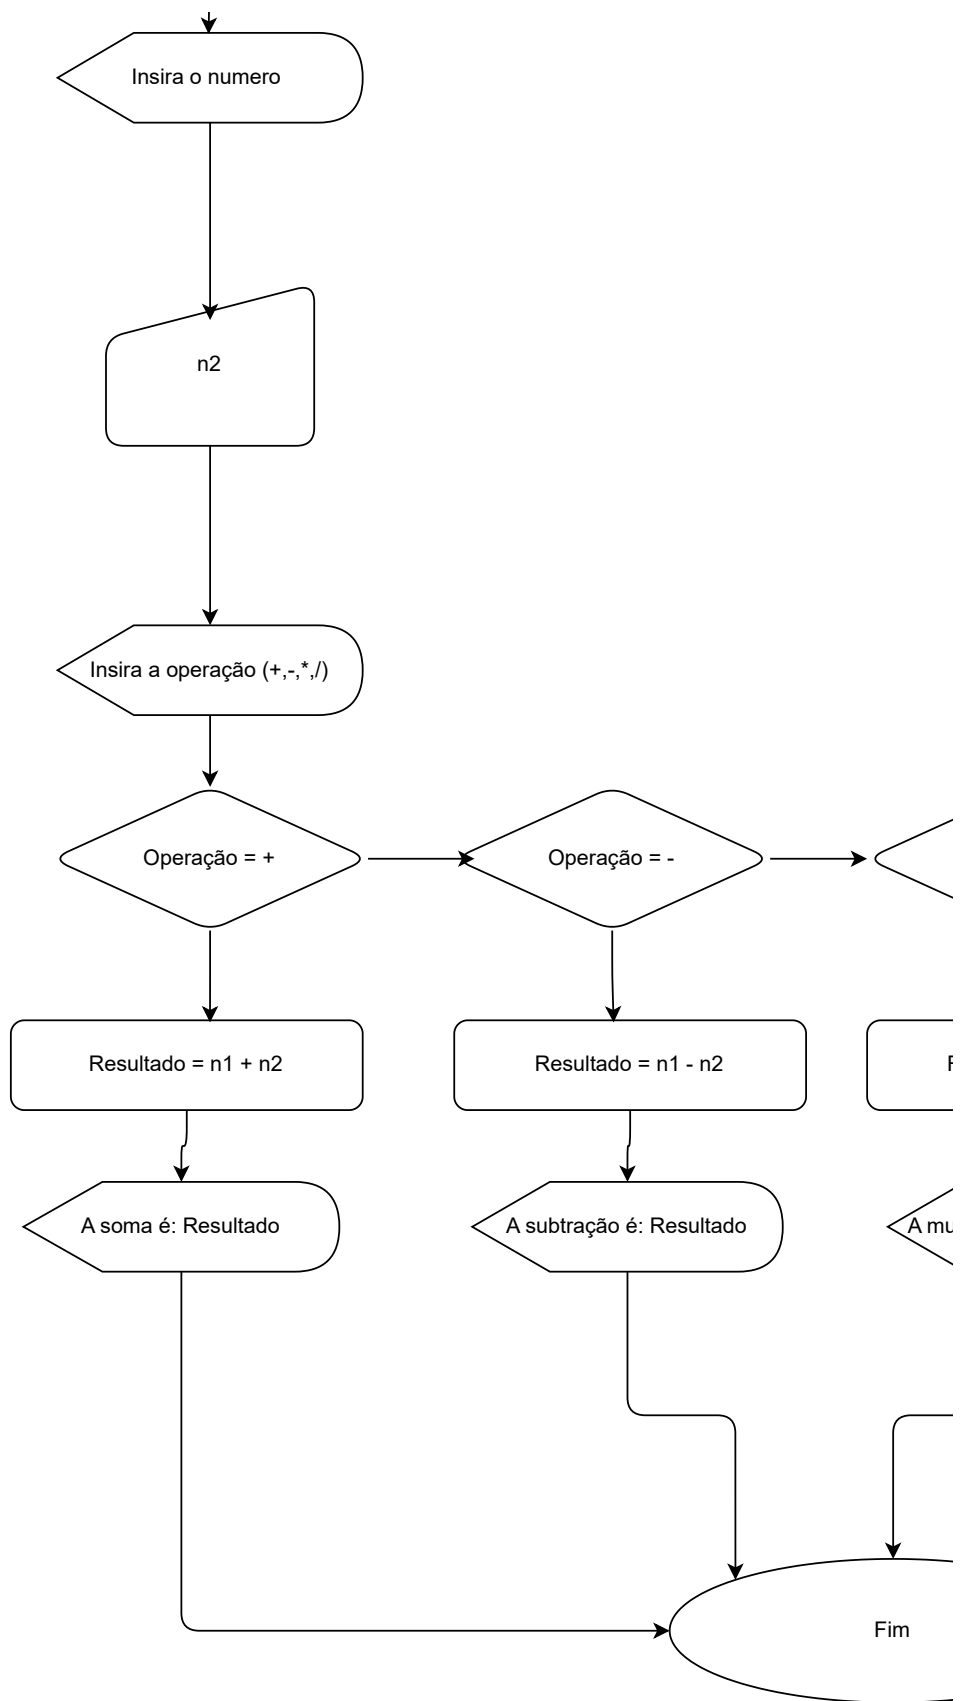 Insira o numero
n2
Insira a operação (+,-,*,/)
Operação = +
Operação = -
Resultado = n1 + n2
Resultado = n1 - n2
A soma é: Resultado
A subtração é: Resultado
A
Fim